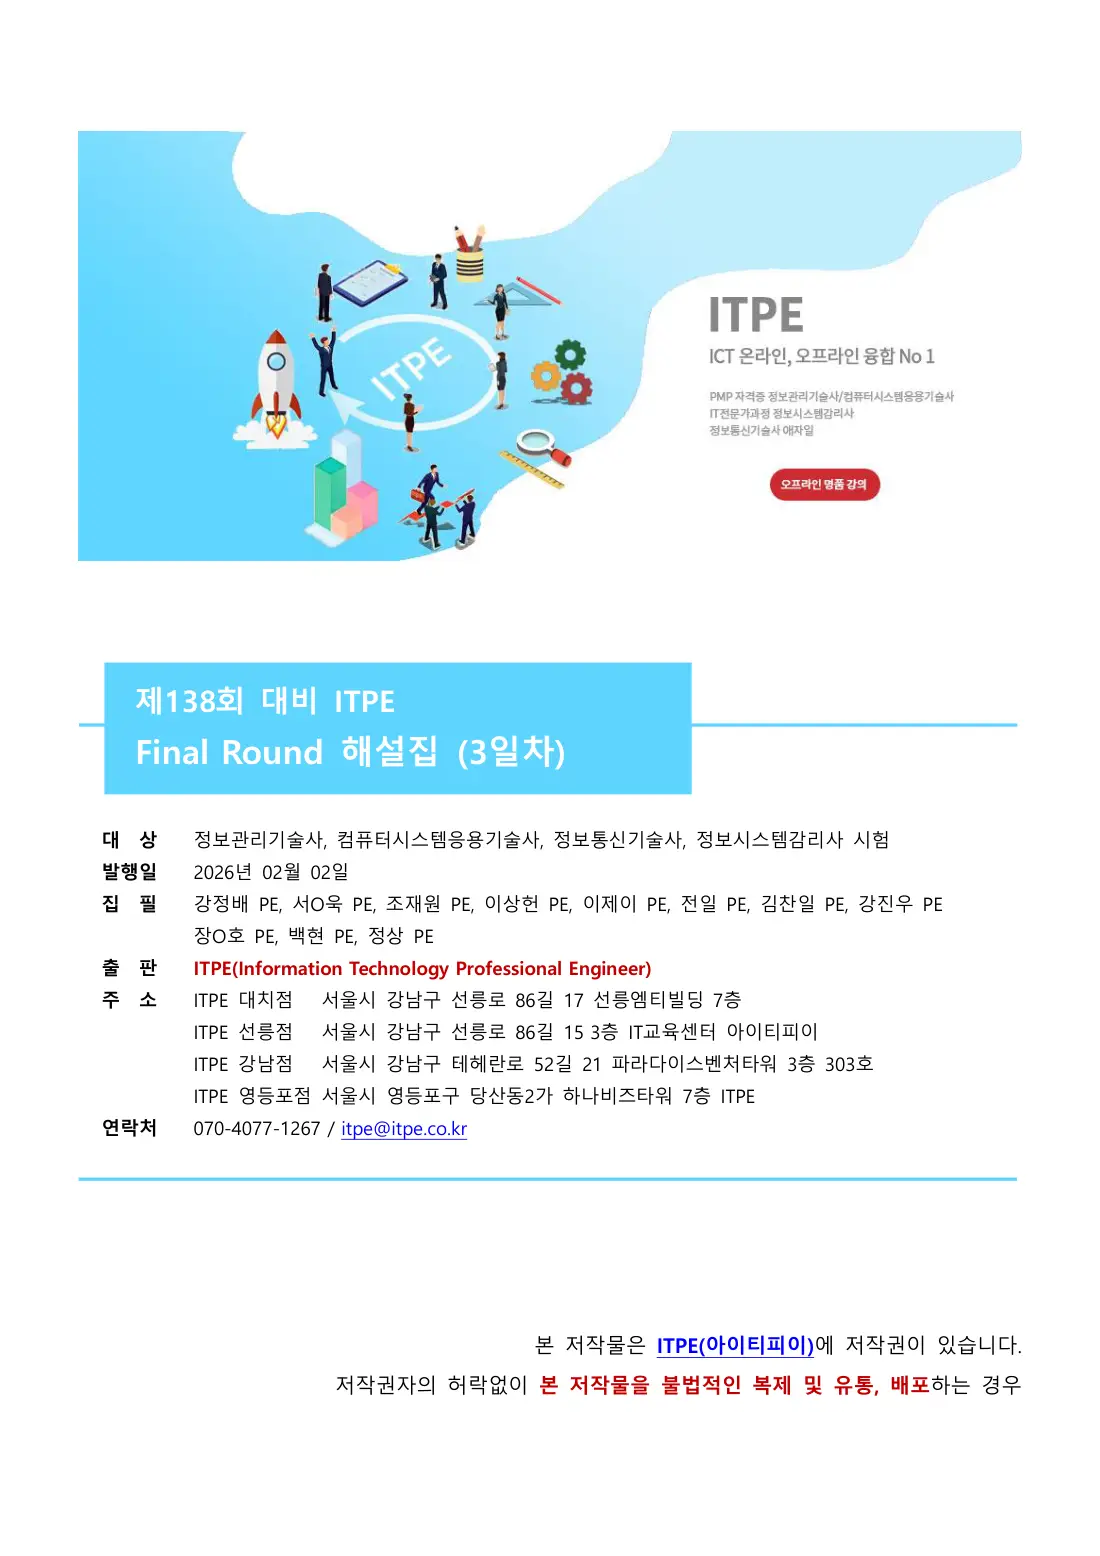 ITPE
ITPE
ICT 온라인, 오프라인 융합 No 1
PMP 자격증 정보관리기술사/컴퓨터시스템응용기술사
IT전문가과정 정보시스템감리사
정보통신기술사 애자일
오프라인 명품 강의
제138회 대비 ITPE
Final Round 해설집 (3일차)
대 상 정보관리기술사, 컴퓨터시스템응용기술사, 정보통신기술사, 정보시스템감리사 시험
발행일 2026년 02월 02일
집 필 강정배 PE, 서O욱 PE, 조재원 PE, 이상헌 PE, 이제이 PE, 전일 PE, 김찬일 PE, 강진우 PE
장O호 PE, 백현 PE, 정상 PE
출 판 ITPE(Information Technology Professional Engineer)
주 소 ITPE 대치점 서울시 강남구 선릉로 86길 17 선릉엠티빌딩 7층
ITPE 선릉점 서울시 강남구 선릉로 86길 15 3층 IT교육센터 아이티피이
ITPE 강남점 서울시 강남구 테헤란로 52길 21 파라다이스벤처타워 3층 303호
ITPE 영등포점 서울시 영등포구 당산동2가 하나비즈타워 7층 ITPE
연락처 070-4077-1267 / itpe@itpe.co.kr
본 저작물은 ITPE(아이티피이)에 저작권이 있습니다.
저작권자의 허락없이 본 저작물을 불법적인 복제 및 유통, 배포하는 경우